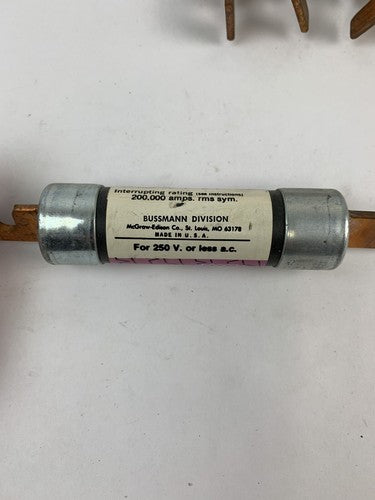 Interrupting rating (see instructions)
200,000 amps. rms sym.
BUSSMANN DIVISION
McGraw-Edison Co., St. Louis, MO 63178
MADE IN U. S. A.
For 250 V. or less a.c.